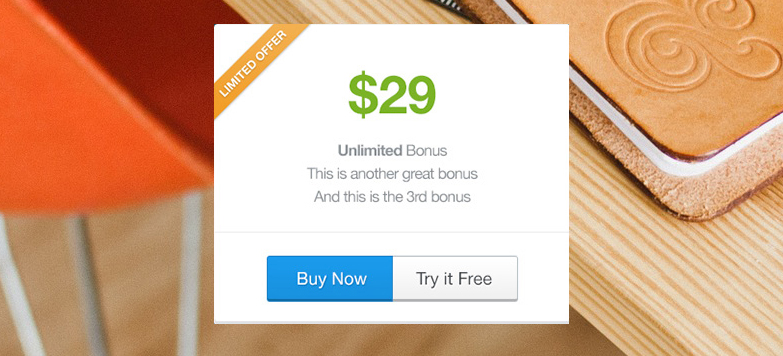 LIMITED OFFER
$29
Unlimited Bonus
This is another great bonus
And this is the 3rd bonus
Buy Now Try it Free